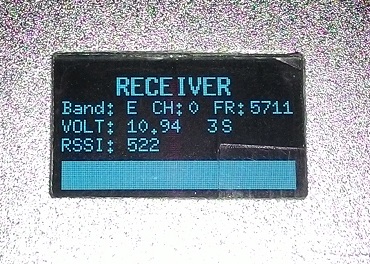 RECEIVER
Band: E CH:0 FR:5711
VOLT: 10.94 3S
RSSI: 522